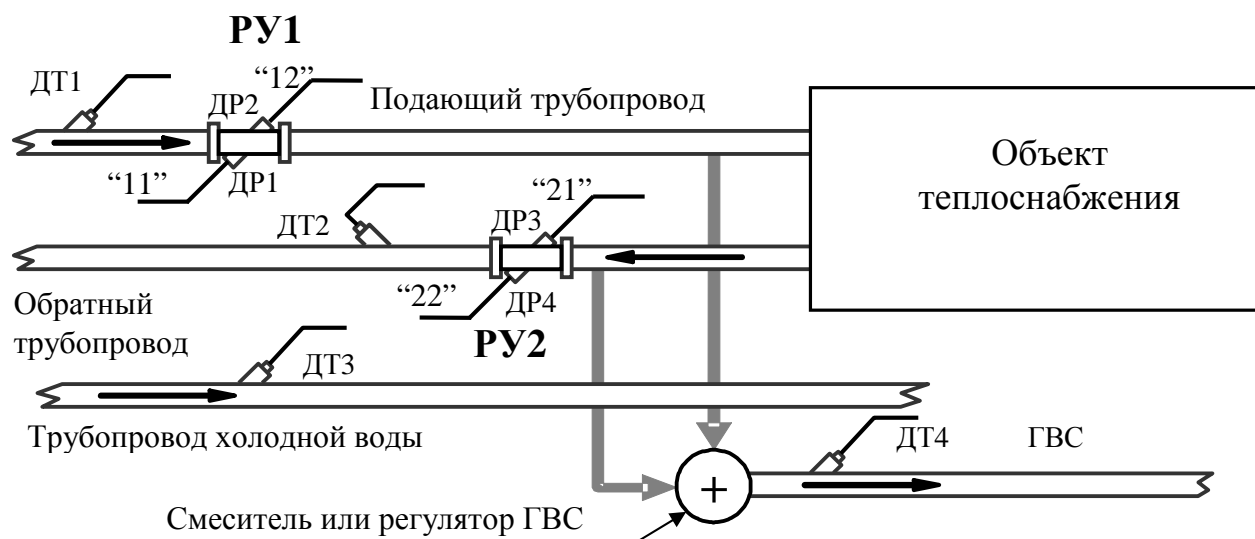 РУ1
ДТ1
ДР2
“12”
Подающий трубопровод
“11”
ДР1
Объект
теплоснабжения
ДТ2
ДР3
“21”
“22”
ДР4
РУ2
Обратный
трубопровод
ДТ3
Трубопровод холодной воды
ДТ4
ГВС
+
Смеситель или регулятор ГВС